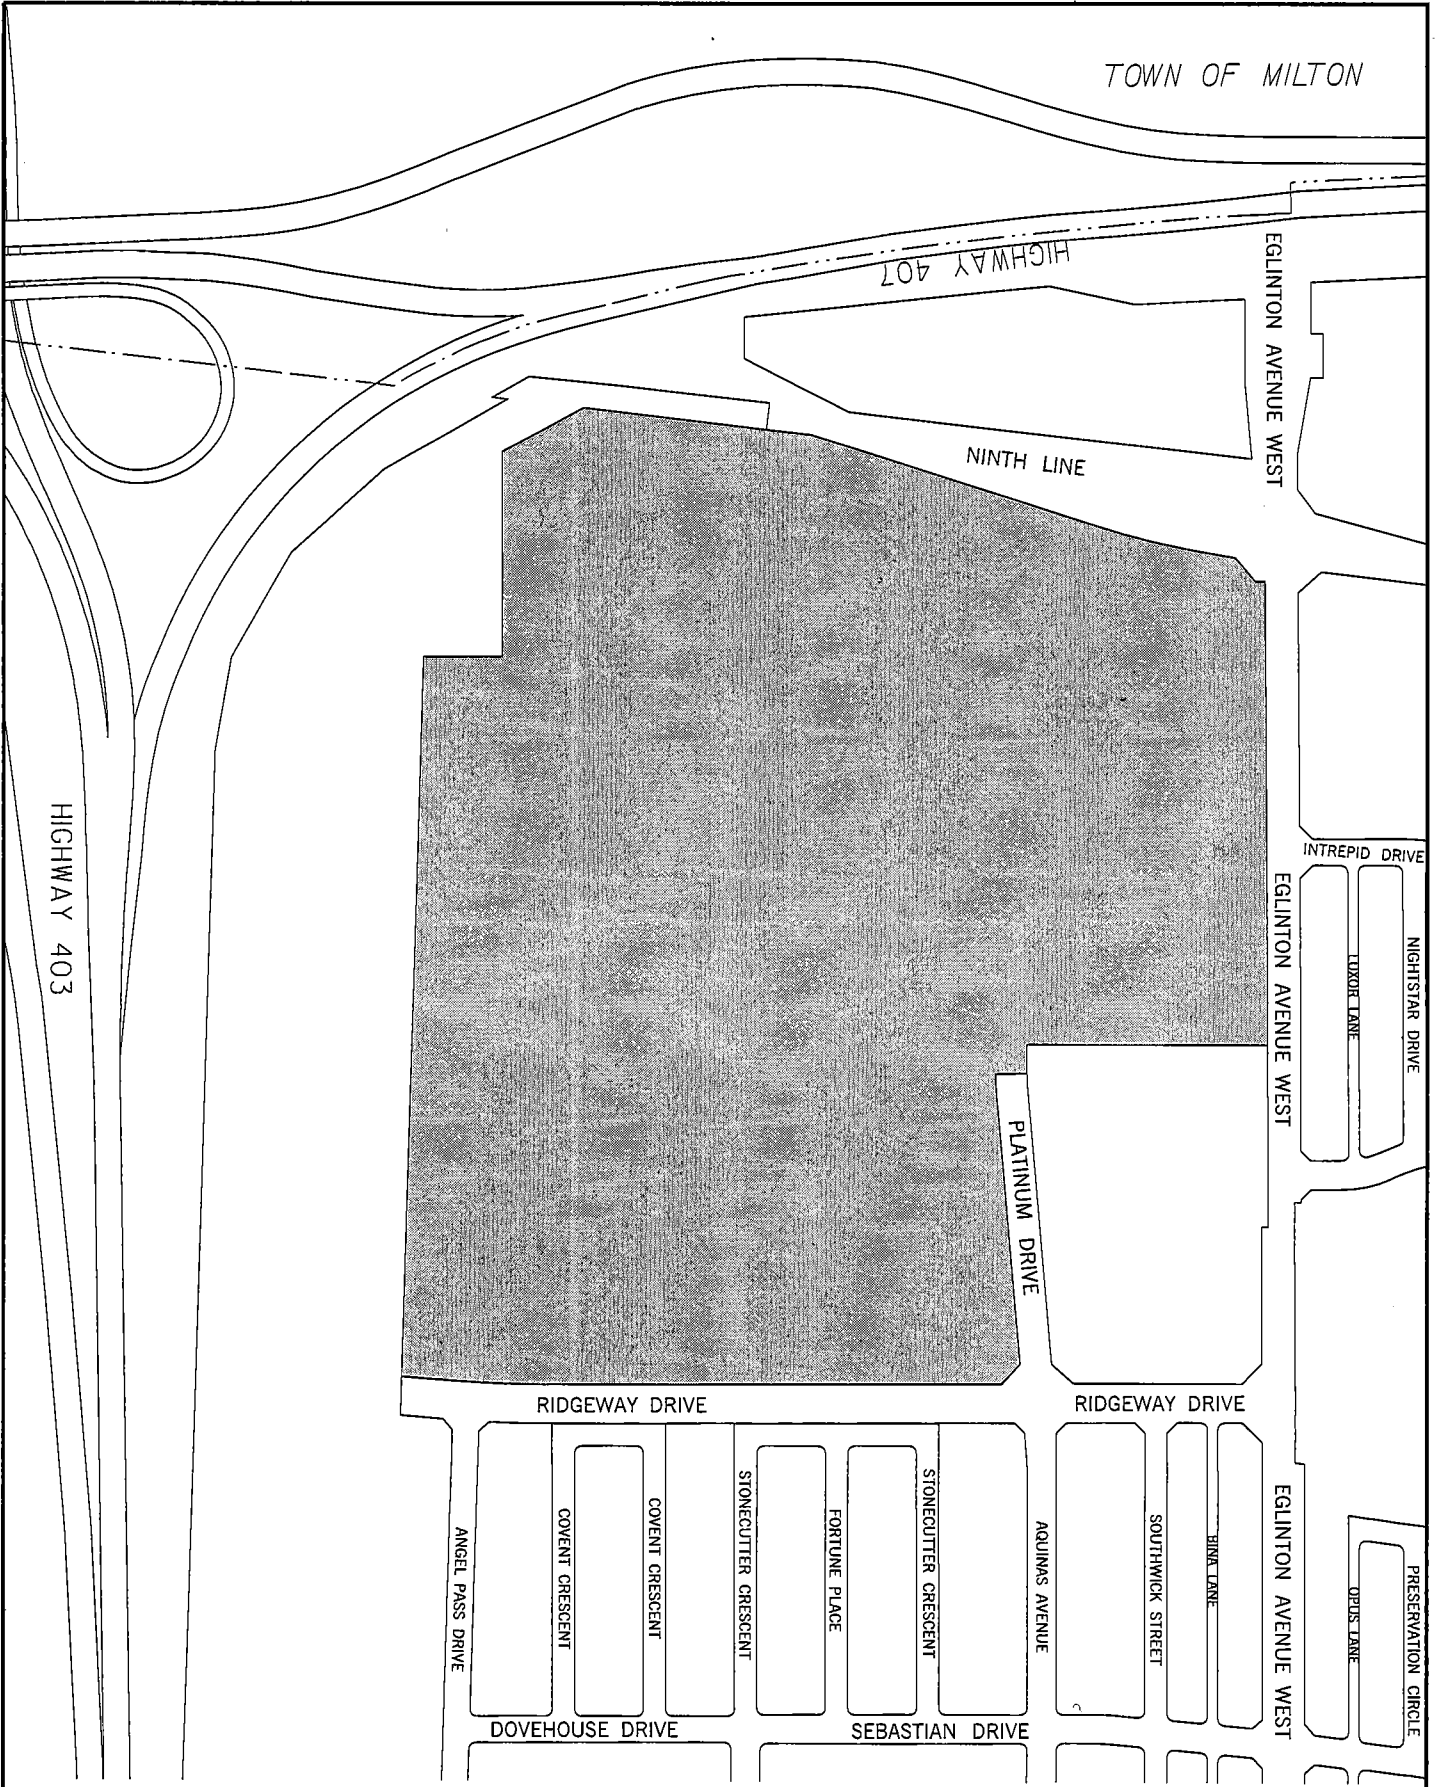 TOWN OF MILTON
HIGHWAY 407
EGLINTON AVENUE WEST
NINTH LINE
INTREPID DRIVE
HIGHWAY 403
EGLINTON AVENUE WEST
LUXOR LANE
NIGHTSTAR DRIVE
PLATINUM DRIVE
RIDGEWAY DRIVE
RIDGEWAY DRIVE
ANGEL PASS DRIVE
COVENT CRESCENT
COVENT CRESCENT
STONECUTTER CRESCENT
FORTUNE PLACE
STONECUTTER CRESCENT
AQUINAS AVENUE
SOUTHWICK STREET
BINA LANE
EGLINTON AVENUE WEST
OPUS LANE
PRESERVATION CIRCLE
DOVEHOUSE DRIVE
SEBASTIAN DRIVE